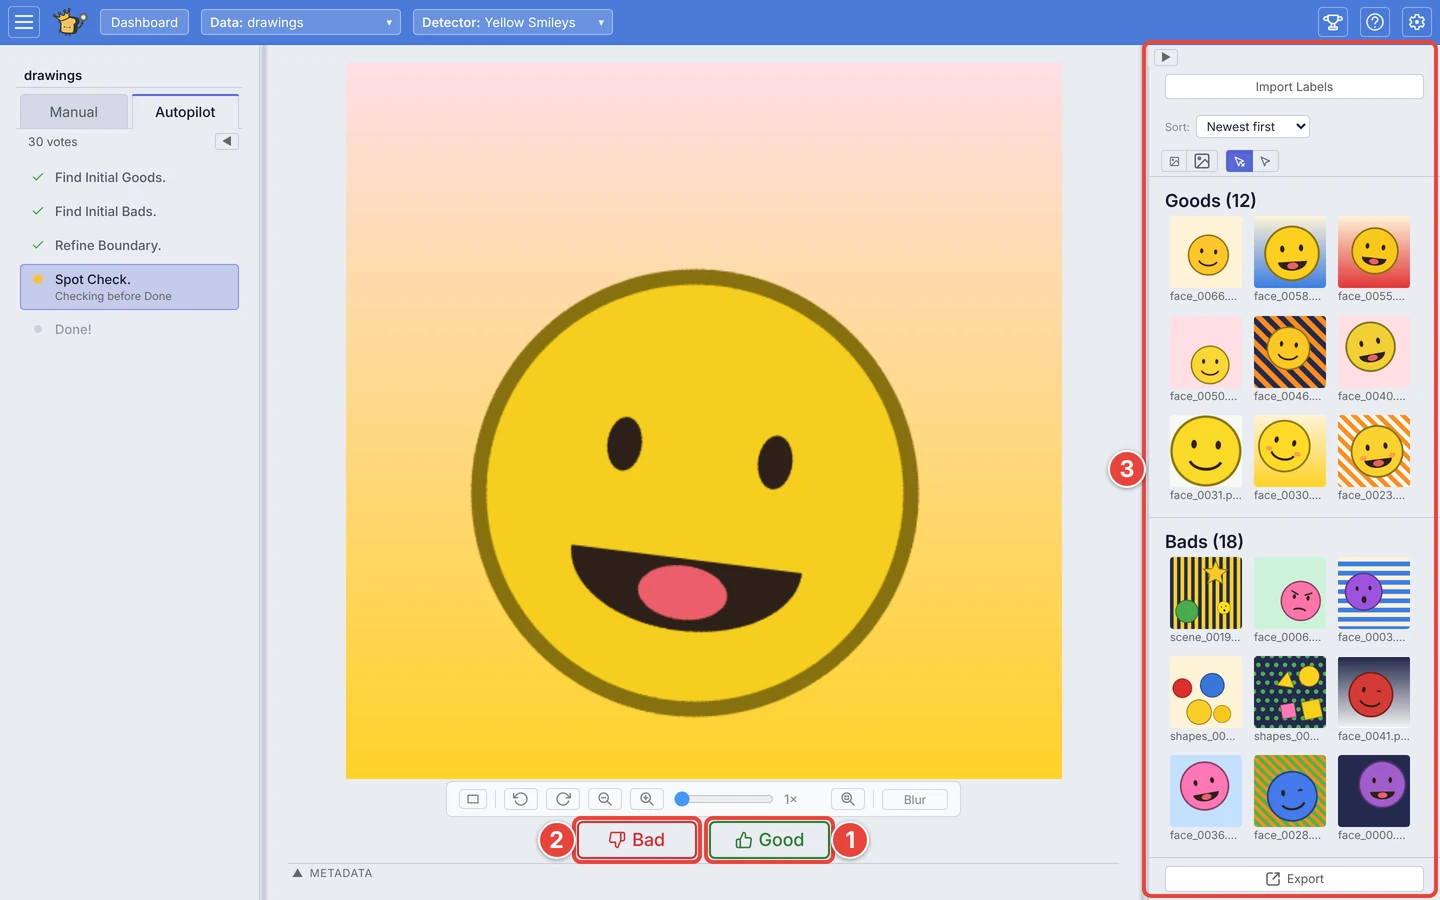 Dashboard
Data: drawings
Detector: Yellow Smileys
drawings
Manual
Autopilot
30 votes
Find Initial Goods.
Find Initial Bads.
Refine Boundary.
Spot Check.
Checking before Done
Done!
1×
Blur
2
Bad
Good
1
METADATA
3
Import Labels
Sort: Newest first
Goods (12)
face_0066....
face_0058....
face_0055....
face_0050....
face_0046....
face_0040....
face_0031.p...
face_0030....
face_0023....
Bads (18)
scene_0019...
face_0006....
face_0003....
shapes_00...
shapes_00...
face_0041.p...
face_0036....
face_0028....
face_0000....
Export